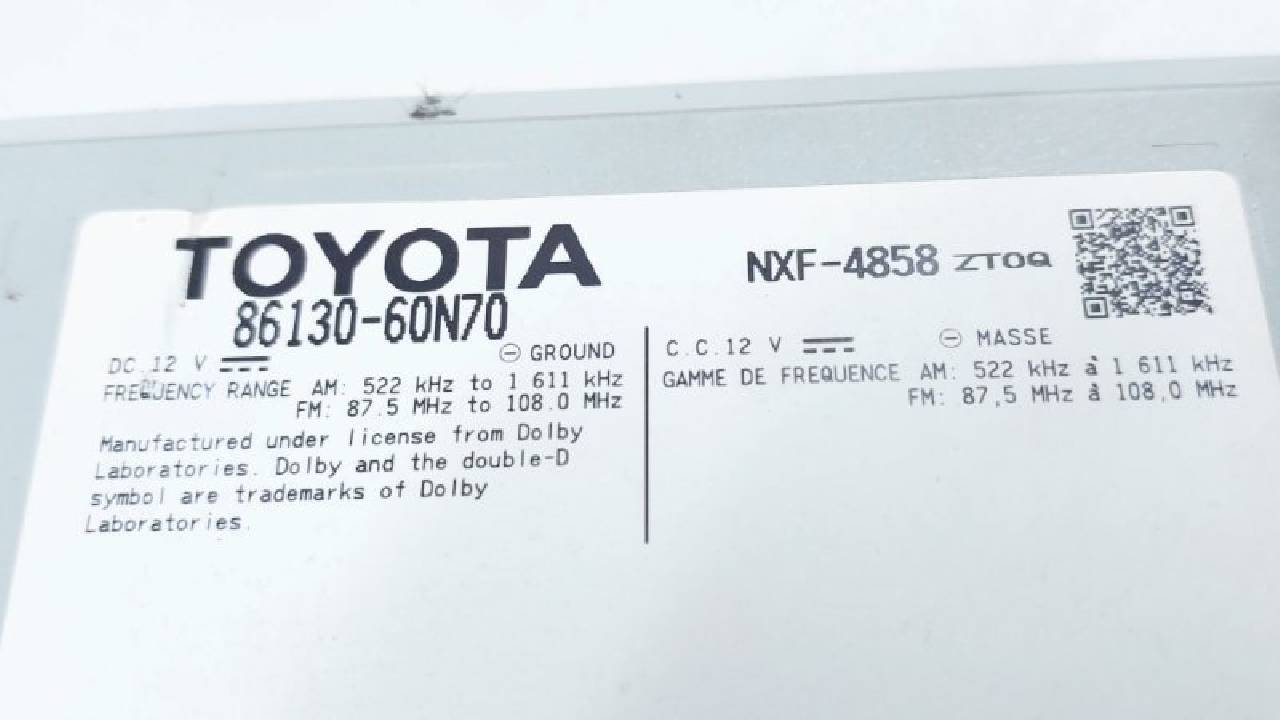 TOYOTA
86130-60N70
NXF-4858 ZTOQ
DC.12 V ⊖ GROUND
FREQUENCY RANGE AM: 522 kHz to 1 611 kHz
FM: 87.5 MHz to 108.0 MHz
Manufactured under license from Dolby
Laboratories. Dolby and the double-D
symbol are trademarks of Dolby
Laboratories.
C.C.12 V ⊖ MASSE
GAMME DE FREQUENCE AM: 522 kHz à 1 611 kHz
FM: 87,5 MHz à 108,0 MHz